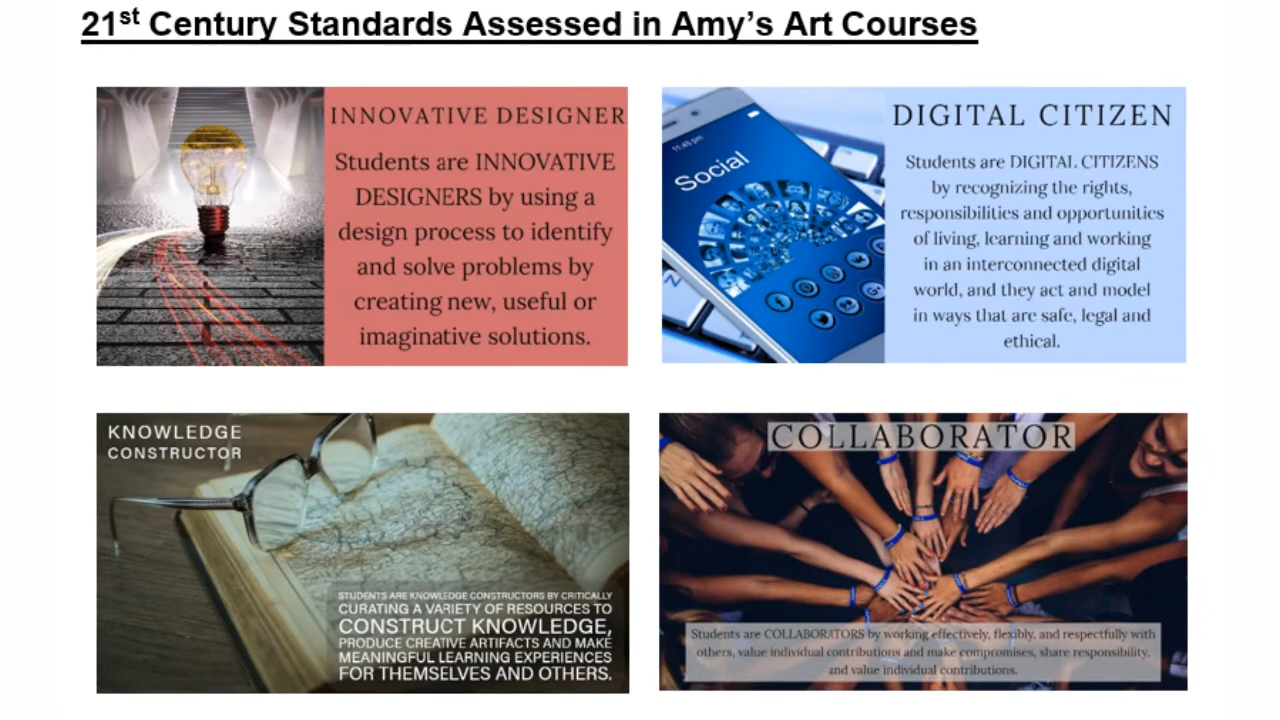 21st Century Standards Assessed in Amy’s Art Courses
INNOVATIVE DESIGNER
Students are INNOVATIVE
DESIGNERS by using a
design process to identify
and solve problems by
creating new, useful or
imaginative solutions.
11:45 pm
Social
DIGITAL CITIZEN
Students are DIGITAL CITIZENS
by recognizing the rights,
responsibilities and opportunities
of living, learning and working
in an interconnected digital
world, and they act and model
in ways that are safe, legal and
ethical.
KNOWLEDGE
CONSTRUCTOR
STUDENTS ARE KNOWLEDGE CONSTRUCTORS BY CRITICALLY
CURATING A VARIETY OF RESOURCES TO
CONSTRUCT KNOWLEDGE,
PRODUCE CREATIVE ARTIFACTS AND MAKE
MEANINGFUL LEARNING EXPERIENCES
FOR THEMSELVES AND OTHERS.
COLLABORATOR
Students are COLLABORATORS by working effectively, flexibly, and respectfully with
others, value individual contributions and make compromises, share responsibility,
and value individual contributions.